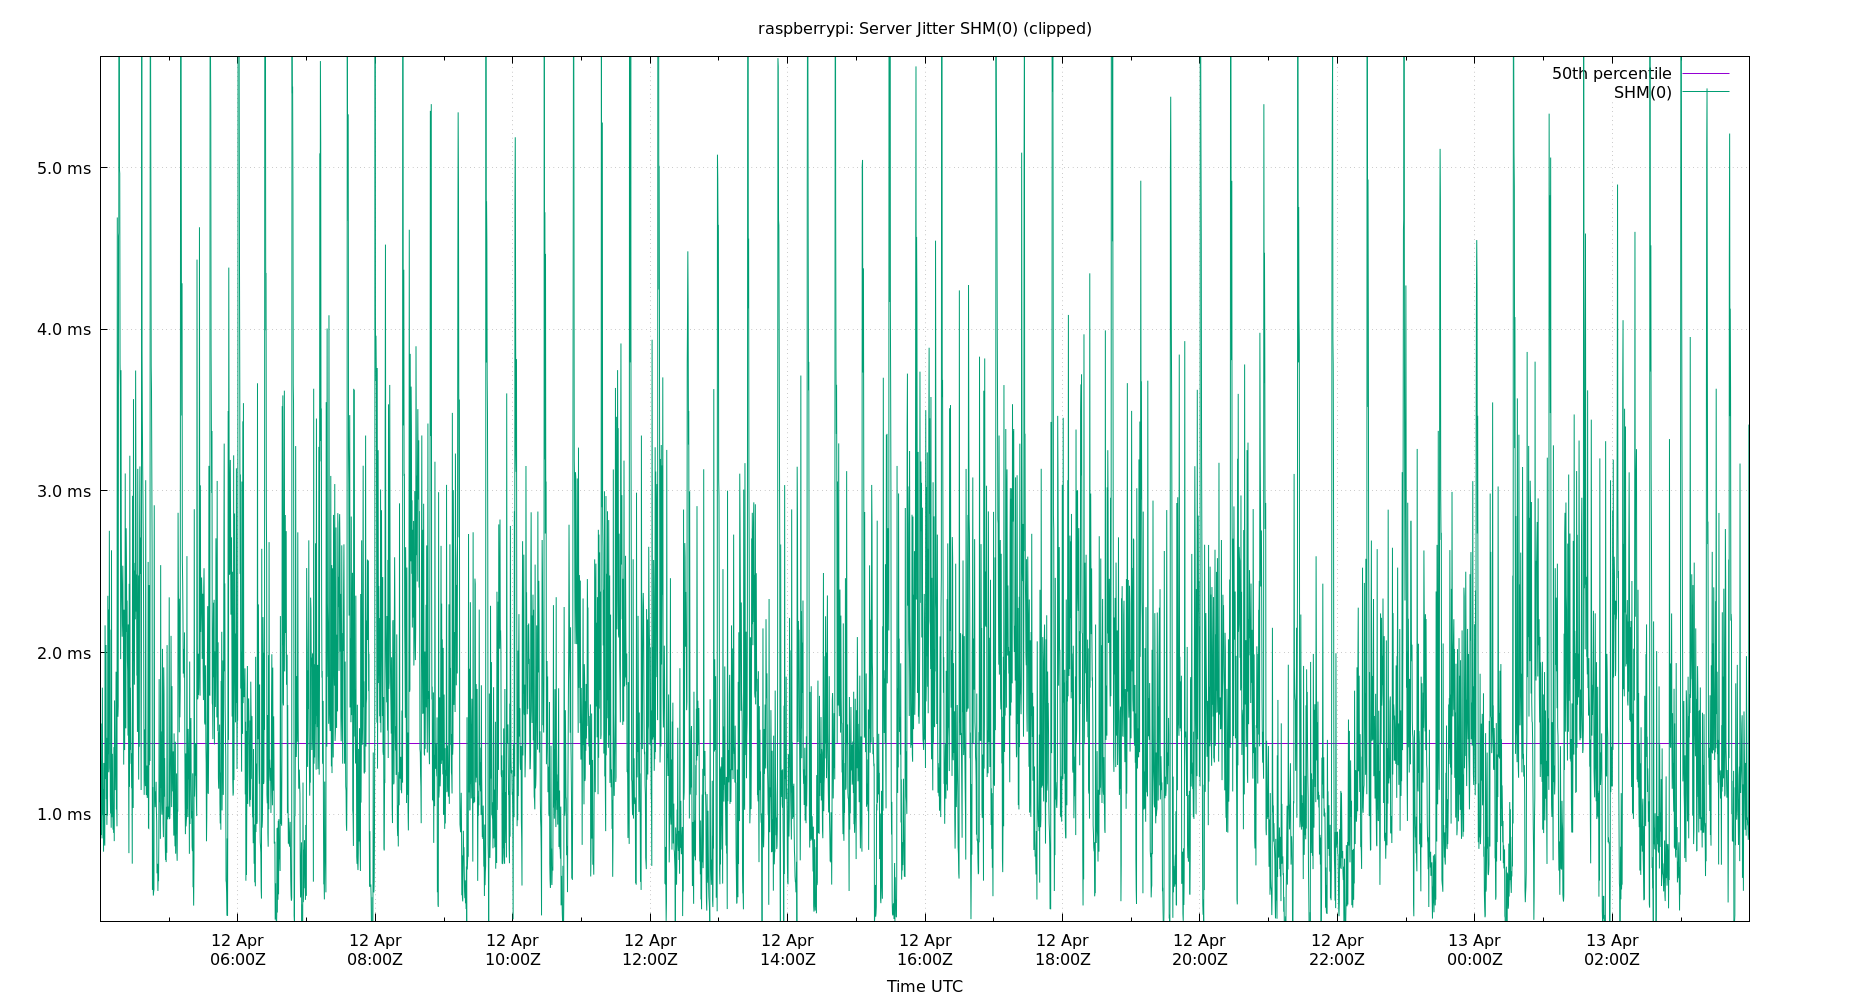 raspberrypi: Server Jitter SHM(0) (clipped)
50th percentile
SHM(0)
5.0 ms
4.0 ms
3.0 ms
2.0 ms
1.0 ms
12 Apr 12 Apr 12 Apr 12 Apr 12 Apr 12 Apr 12 Apr 12 Apr 12 Apr 13 Apr 13 Apr
06:00Z 08:00Z 10:00Z 12:00Z 14:00Z 16:00Z 18:00Z 20:00Z 22:00Z 00:00Z 02:00Z
Time UTC